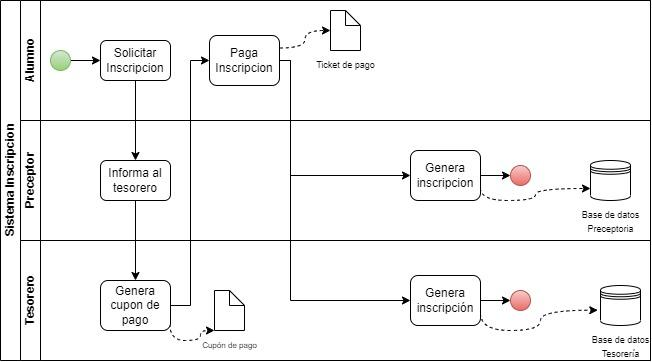 Sistema Inscripcion
Alumno
Solicitar
Inscripcion
Paga
Inscripcion
Ticket de pago
Preceptor
Informa al
tesorero
Genera
inscripcion
Base de datos
Preceptoria
Tesorero
Genera
cupon de
pago
Cupón de pago
Genera
inscripción
Base de datos
Tesorería